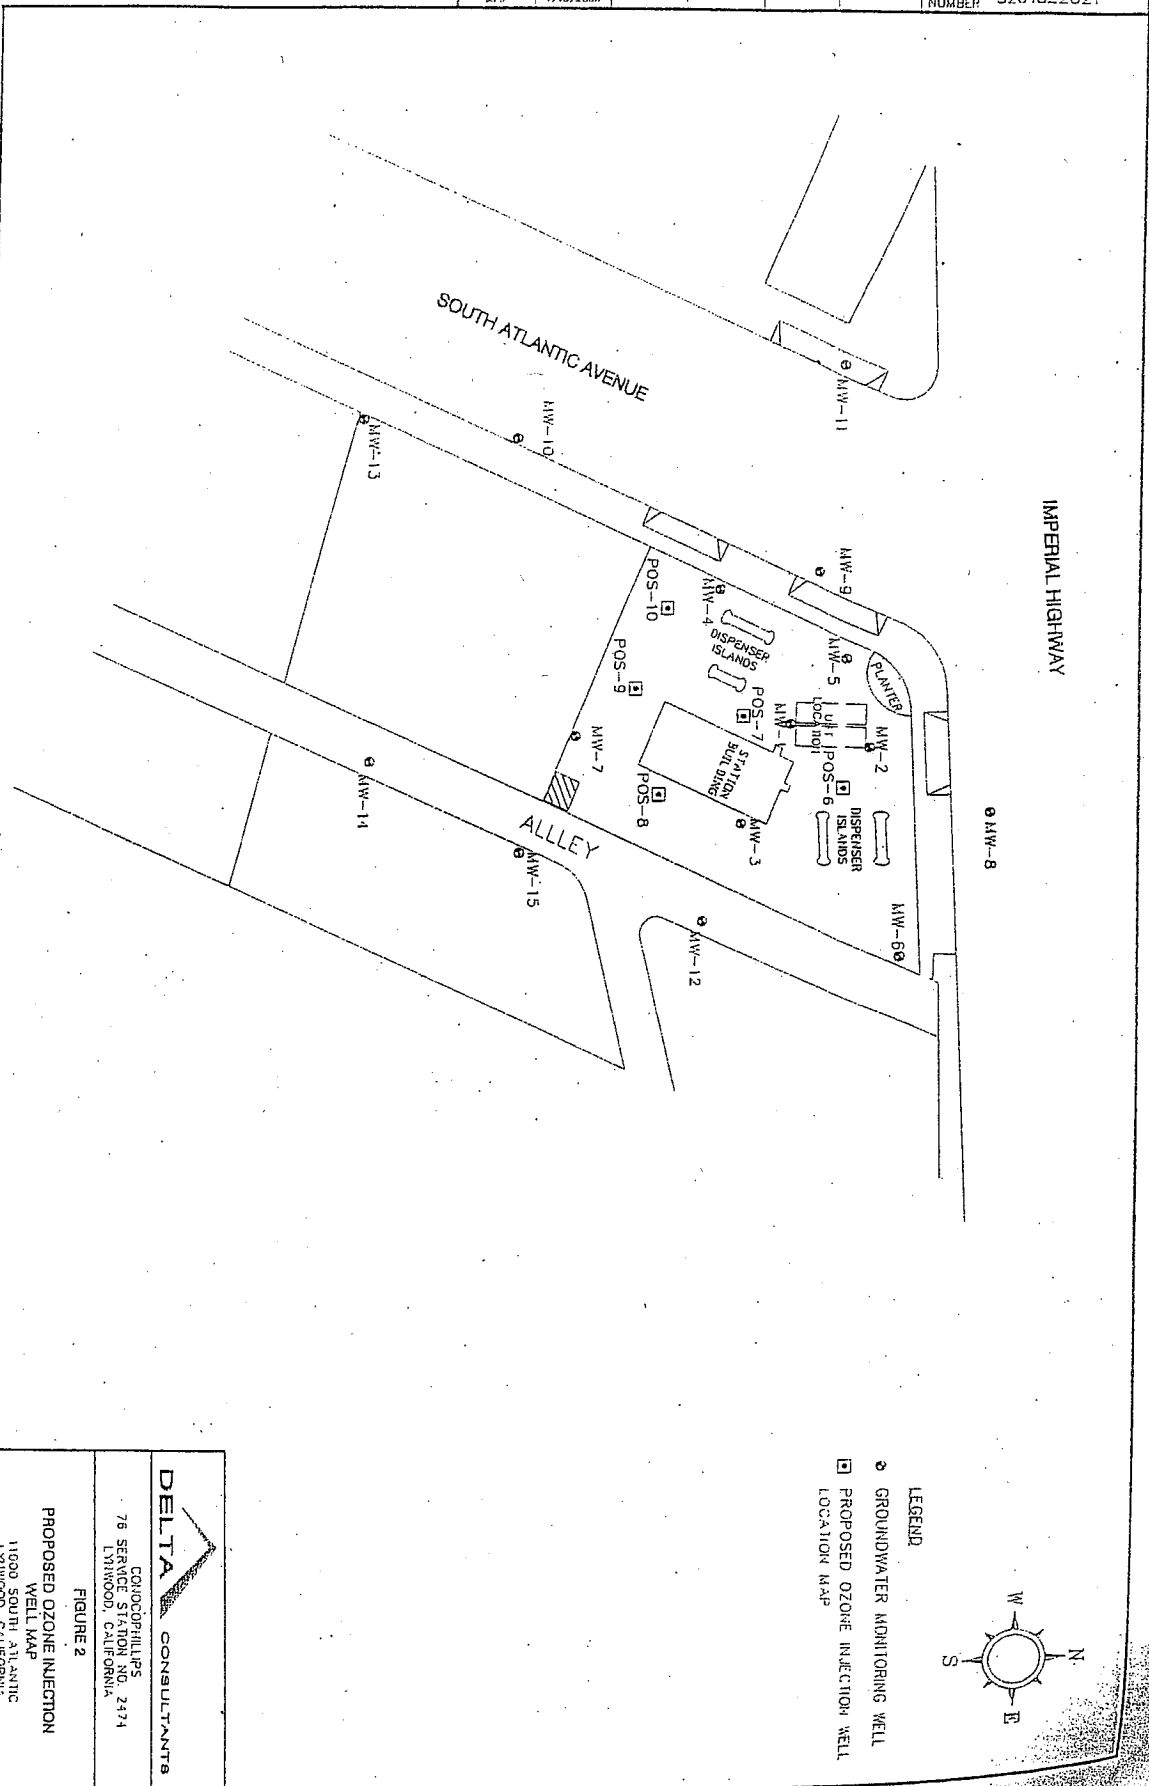 IMPERIAL HIGHWAY
SOUTH ATLANTIC AVENUE
MW-11
MW-10
MW-13
MW-9
MW-8
MW-5
MW-4
MW-2
MW-3
MW-7
MW-60
MW-12
MW-14
MW-15
PLANTER
LOCATION
DISPENSER
ISLANDS
DISPENSER
ISLANDS
STATION
BUILDING
POS-6
POS-7
POS-8
POS-9
POS-10
ALLLEY
N
W
E
S
LEGEND
GROUNDWATER MONITORING WELL
PROPOSED OZONE INJECTION WELL
LOCATION MAP
DELTA CONSULTANTS
CONOCOPHILLIPS
76 SERVICE STATION NO. 2474
LYNWOOD, CALIFORNIA
FIGURE 2
PROPOSED OZONE INJECTION
WELL MAP
11600 SOUTH ATLANTIC
LYNWOOD, CALIFORNIA
NUMBER